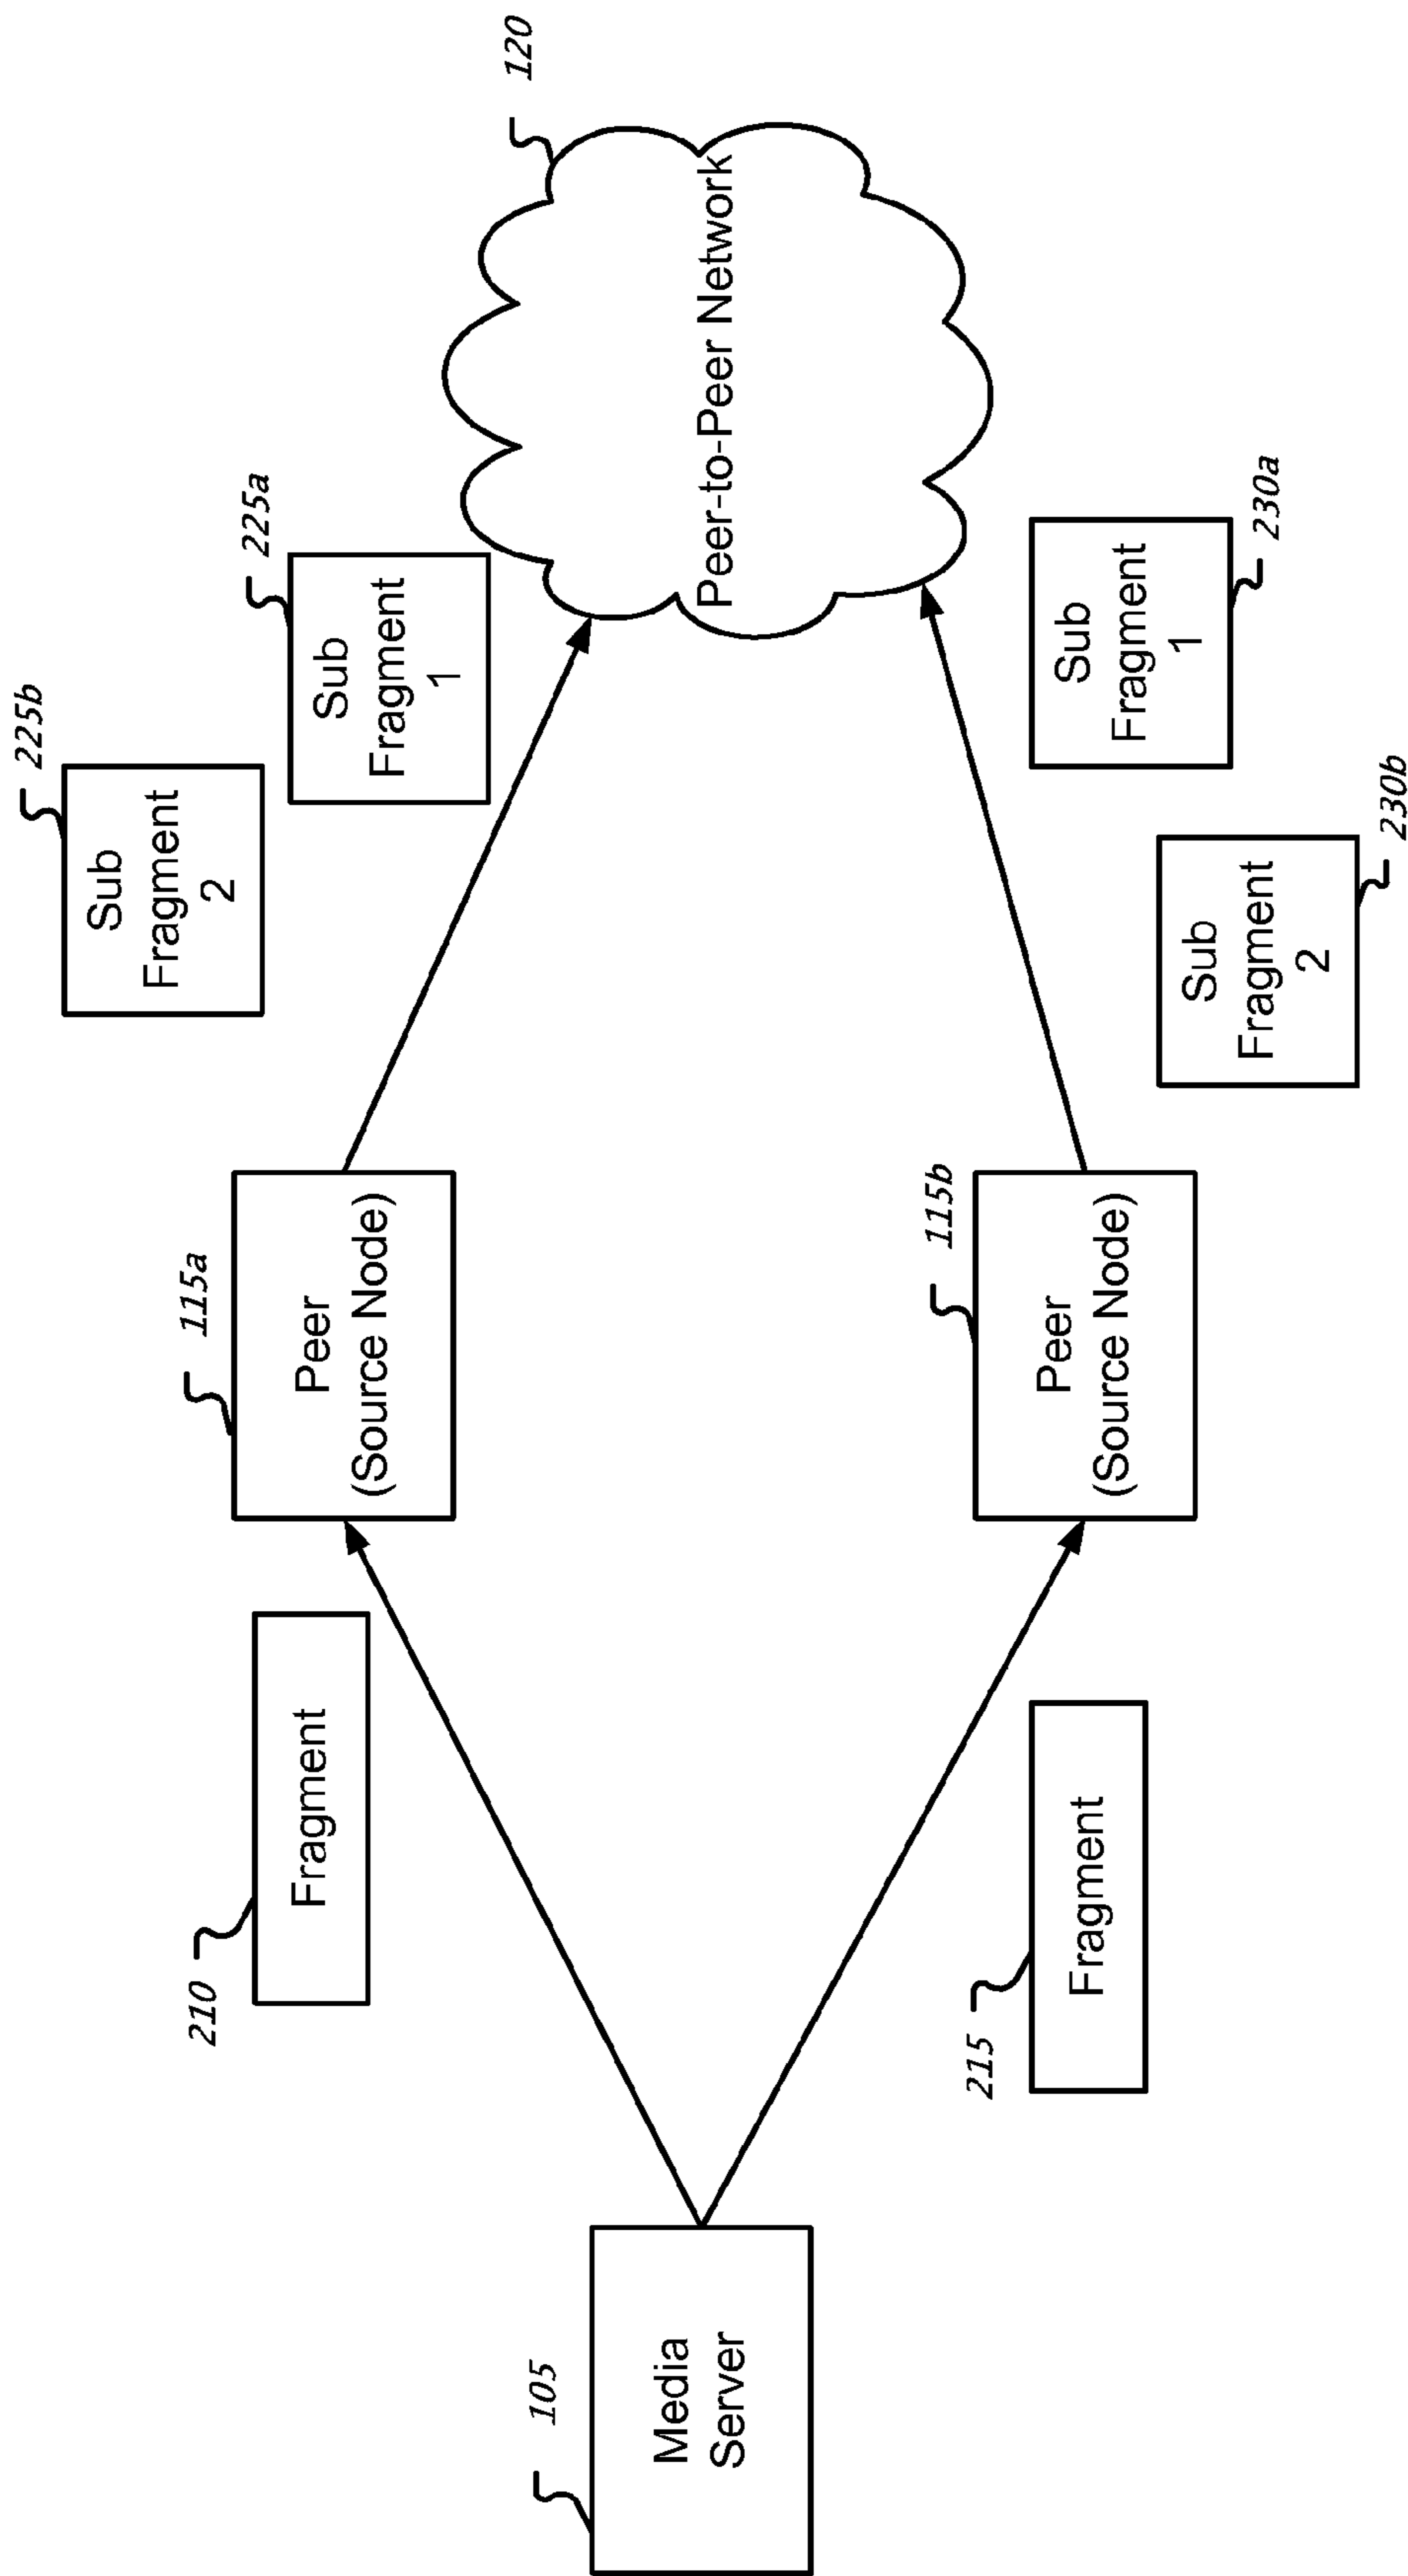 105
Media
Server
210
Fragment
215
Fragment
115a
Peer
(Source Node)
115b
Peer
(Source Node)
225b
Sub
Fragment
2
225a
Sub
Fragment
1
230b
Sub
Fragment
2
230a
Sub
Fragment
1
120
Peer-to-Peer Network